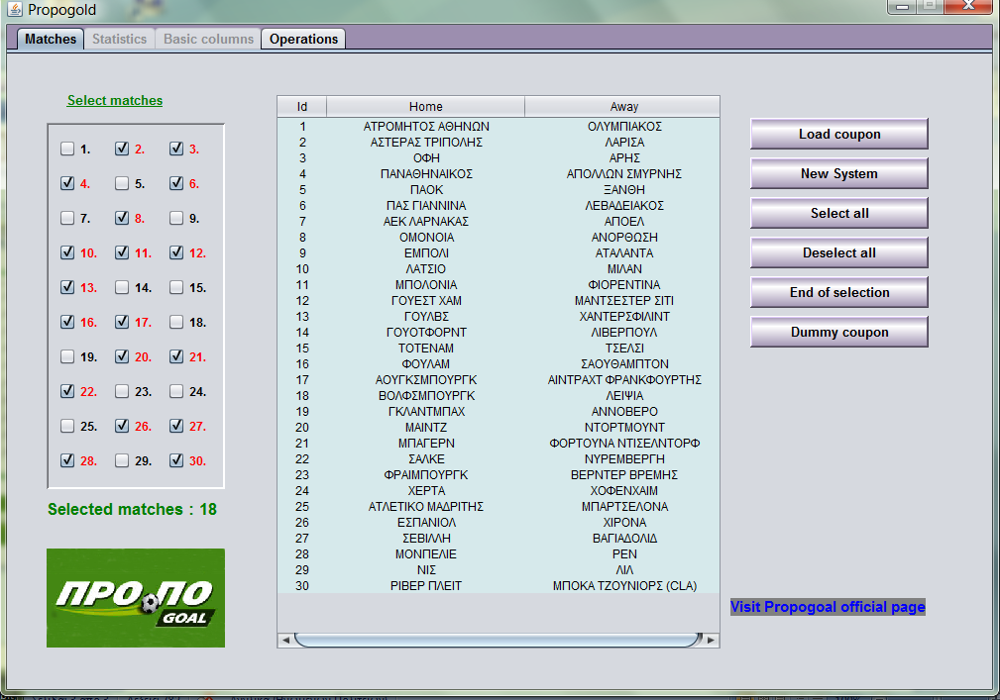 Propogold
Matches Statistics Basic columns Operations
Select matches
1. 2. 3.
4. 5. 6.
7. 8. 9.
10. 11. 12.
13. 14. 15.
16. 17. 18.
19. 20. 21.
22. 23. 24.
25. 26. 27.
28. 29. 30.
Selected matches : 18
ΠΡΟ ΠΟ
GOAL
Id Home Away
1 ΑΤΡΟΜΗΤΟΣ ΑΘΗΝΩΝ ΟΛΥΜΠΙΑΚΟΣ
2 ΑΣΤΕΡΑΣ ΤΡΙΠΟΛΗΣ ΛΑΡΙΣΑ
3 ΟΦΗ ΑΡΗΣ
4 ΠΑΝΑΘΗΝΑΙΚΟΣ ΑΠΟΛΛΩΝ ΣΜΥΡΝΗΣ
5 ΠΑΟΚ ΞΑΝΘΗ
6 ΠΑΣ ΓΙΑΝΝΙΝΑ ΛΕΒΑΔΕΙΑΚΟΣ
7 ΑΕΚ ΛΑΡΝΑΚΑΣ ΑΠΟΕΛ
8 ΟΜΟΝΟΙΑ ΑΝΟΡΘΩΣΗ
9 ΕΜΠΟΛΙ ΑΤΑΛΑΝΤΑ
10 ΛΑΤΣΙΟ ΜΙΛΑΝ
11 ΜΠΟΛΟΝΙΑ ΦΙΟΡΕΝΤΙΝΑ
12 ΓΟΥΕΣΤ ΧΑΜ ΜΑΝΤΣΕΣΤΕΡ ΣΙΤΙ
13 ΓΟΥΛΒΣ ΧΑΝΤΕΡΣΦΙΛΙΝΤ
14 ΓΟΥΟΤΦΟΡΝΤ ΛΙΒΕΡΠΟΥΛ
15 ΤΟΤΕΝΑΜ ΤΣΕΛΣΙ
16 ΦΟΥΛΑΜ ΣΑΟΥΘΑΜΠΤΟΝ
17 ΑΟΥΓΚΣΜΠΟΥΡΓΚ ΑΙΝΤΡΑΧΤ ΦΡΑΝΚΦΟΥΡΤΗΣ
18 ΒΟΛΦΣΜΠΟΥΡΓΚ ΛΕΙΨΙΑ
19 ΓΚΛΑΝΤΜΠΑΧ ΑΝΝΟΒΕΡΟ
20 ΜΑΙΝΤΖ ΝΤΟΡΤΜΟΥΝΤ
21 ΜΠΑΓΕΡΝ ΦΟΡΤΟΥΝΑ ΝΤΙΣΕΛΝΤΟΡΦ
22 ΣΑΛΚΕ ΝΥΡΕΜΒΕΡΓΗ
23 ΦΡΑΙΜΠΟΥΡΓΚ ΒΕΡΝΤΕΡ ΒΡΕΜΗΣ
24 ΧΕΡΤΑ ΧΟΦΕΝΧΑΙΜ
25 ΑΤΛΕΤΙΚΟ ΜΑΔΡΙΤΗΣ ΜΠΑΡΤΣΕΛΟΝΑ
26 ΕΣΠΑΝΙΟΛ ΧΙΡΟΝΑ
27 ΣΕΒΙΛΛΗ ΒΑΓΙΑΔΟΛΙΔ
28 ΜΟΝΠΕΛΙΕ ΡΕΝ
29 ΝΙΣ ΛΙΛ
30 ΡΙΒΕΡ ΠΛΕΙΤ ΜΠΟΚΑ ΤΖΟΥΝΙΟΡΣ (CLA)
Load coupon
New System
Select all
Deselect all
End of selection
Dummy coupon
Visit Propogoal official page